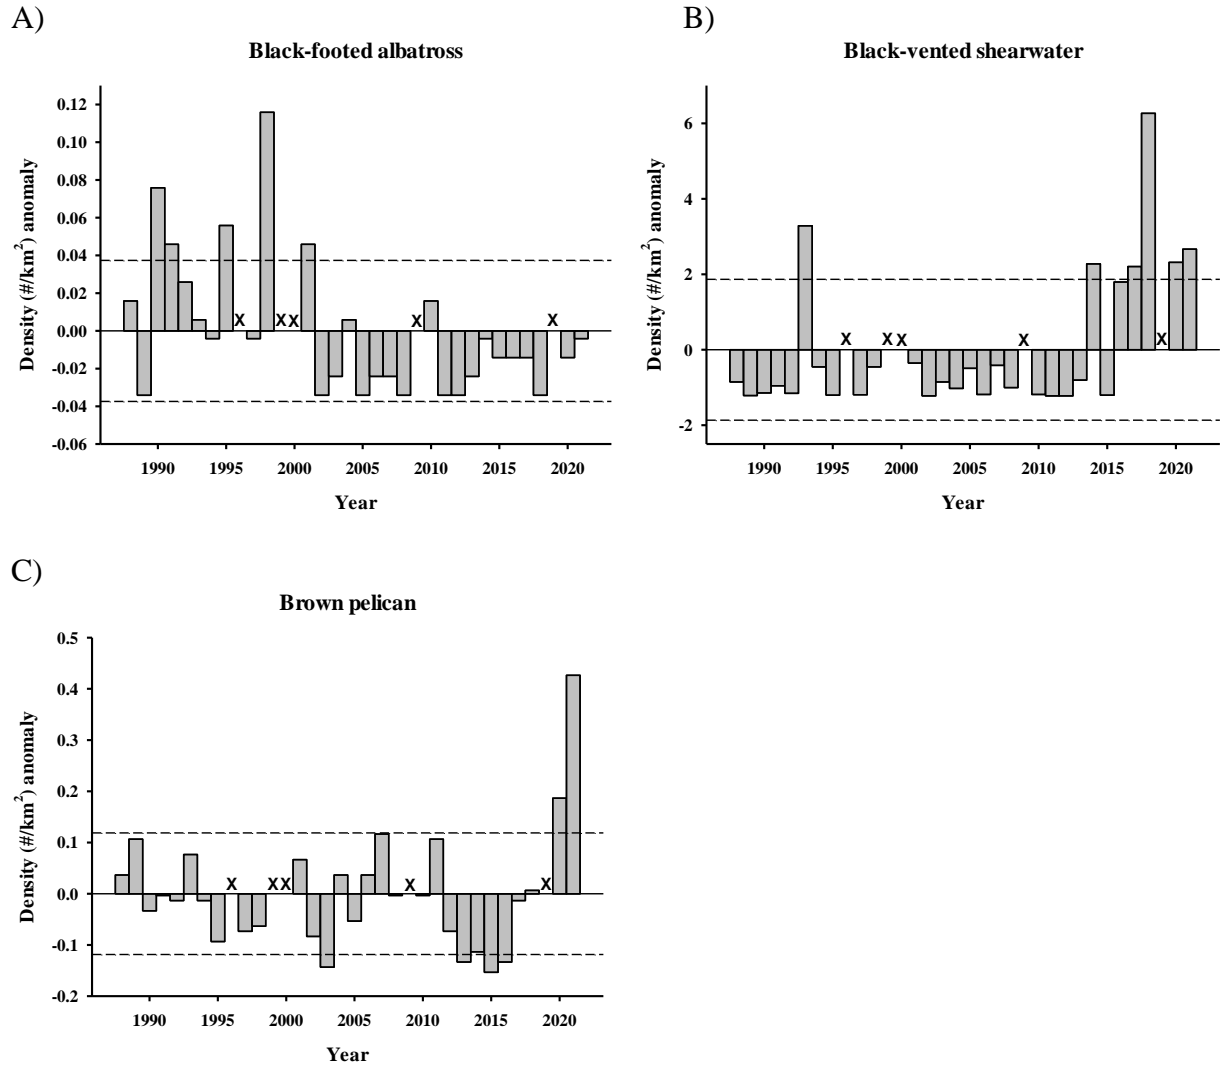 A)
Black-footed albatross
Density (#/km²) anomaly
0.12
0.10
0.08
0.06
0.04
0.02
0.00
-0.02
-0.04
-0.06
X X X X X
1990 1995 2000 2005 2010 2015 2020
Year
B)
Black-vented shearwater
Density (#/km²) anomaly
6
4
2
0
-2
X X X X X
1990 1995 2000 2005 2010 2015 2020
Year
C)
Brown pelican
Density (#/km²) anomaly
0.5
0.4
0.3
0.2
0.1
0.0
-0.1
-0.2
X X X X X
1990 1995 2000 2005 2010 2015 2020
Year